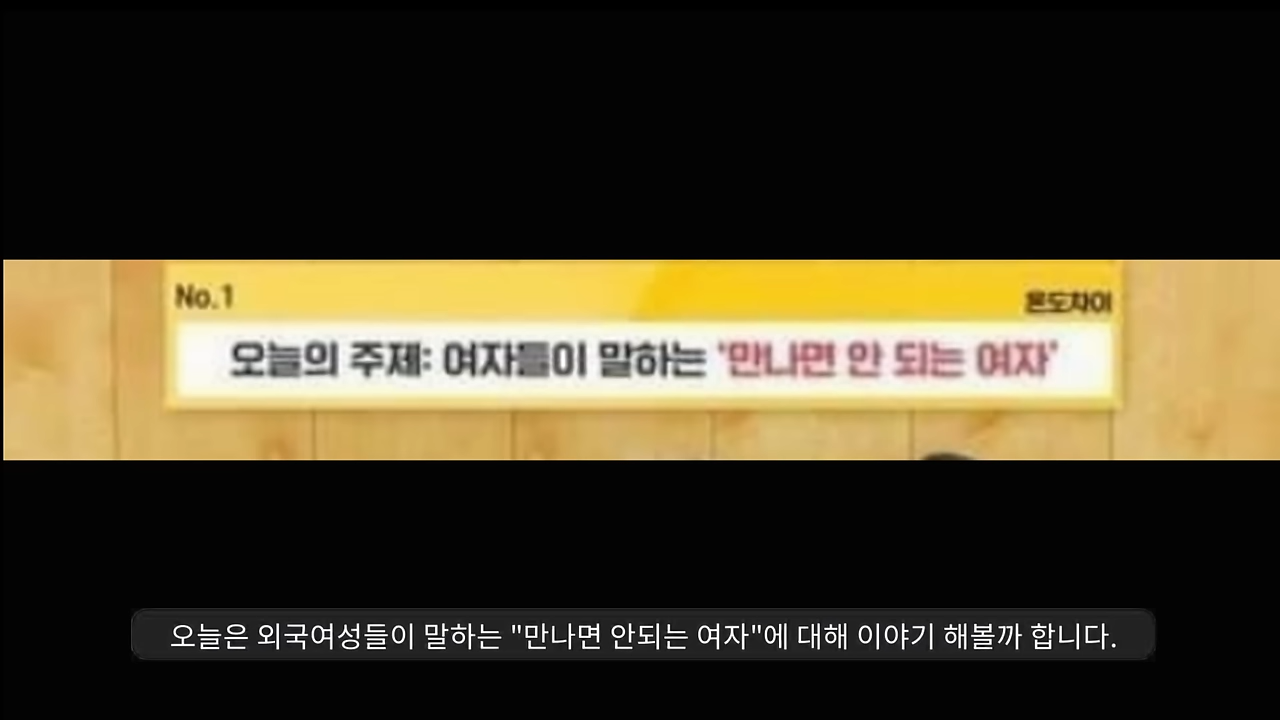 No.1
온도차이
오늘의 주제: 여자들이 말하는 '만나면 안 되는 여자'
오늘은 외국여성들이 말하는 "만나면 안되는 여자"에 대해 이야기 해볼까 합니다.